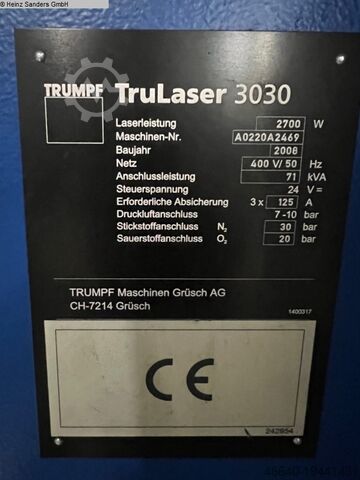 © Heinz Sanders GmbH
TRUMPF TruLaser 3030
Laserleistung 2700 W
Maschinen-Nr. A0220A2469
Baujahr 2008
Netz 400 V/ 50 Hz
Anschlussleistung 71 kVA
Steuerspannung 24 V=
Erforderliche Absicherung 3 x 125 A
Druckluftanschluss 7-10 bar
Stickstoffanschluss N₂ 30 bar
Sauerstoffanschluss O₂ 20 bar
TRUMPF Maschinen Grüsch AG
CH-7214 Grüsch
1400317
CE
242954